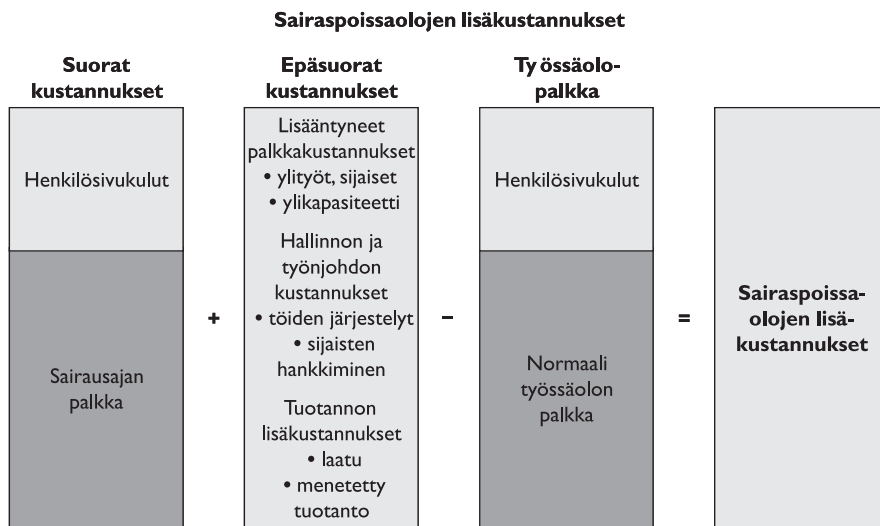 Sairaspoissaolojen lisäkustannukset
Suorat
kustannukset
Henkilösivukulut
Sairausajan
palkka
+
Epäsuorat
kustannukset
Lisääntyneet
palkkakustannukset
• ylityöt, sijaiset
• ylikapasiteetti
Hallinnon ja
työnjohdon
kustannukset
• töiden järjestelyt
• sijaisten
hankkiminen
Tuotannon
lisäkustannukset
• laatu
• menetetty
tuotanto
–
Ty össäolo-
palkka
Henkilösivukulut
Normaali
työssäolon
palkka
=
Sairaspoissa-
olojen lisä-
kustannukset